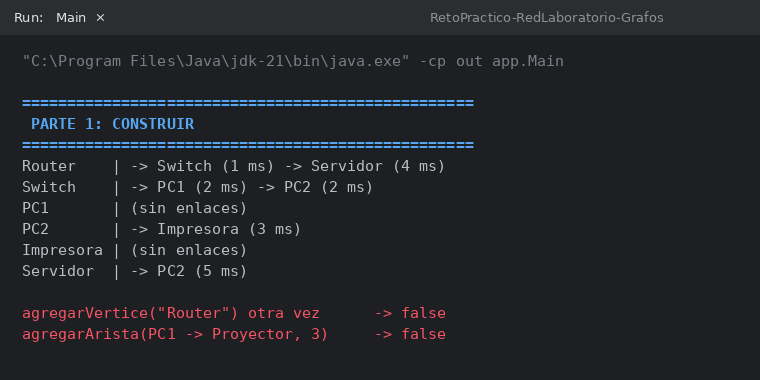 Run:   Main  ×                                    RetoPractico-RedLaboratorio-Grafos
"C:\Program Files\Java\jdk-21\bin\java.exe" -cp out app.Main
==================================================
 PARTE 1: CONSTRUIR
==================================================
Router    | -> Switch (1 ms) -> Servidor (4 ms)
Switch    | -> PC1 (2 ms) -> PC2 (2 ms)
PC1       | (sin enlaces)
PC2       | -> Impresora (3 ms)
Impresora | (sin enlaces)
Servidor  | -> PC2 (5 ms)
agregarVertice("Router") otra vez      -> false
agregarArista(PC1 -> Proyector, 3)     -> false